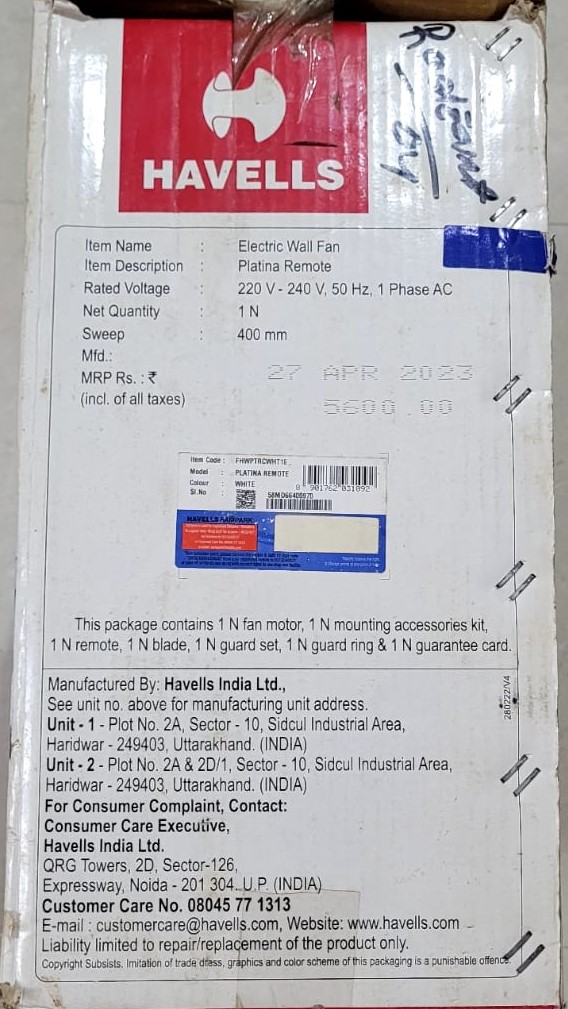 HAVELLS
Item Name : Electric Wall Fan
Item Description : Platina Remote
Rated Voltage : 220 V - 240 V, 50 Hz, 1 Phase AC
Net Quantity : 1 N
Sweep : 400 mm
Mfd.: 27 APR 2023
MRP Rs. : ₹ 5600.00
(incl. of all taxes)
Item Code : FHWPTRCWHT16
Model : PLATINA REMOTE
Colour : WHITE
8 901762 031892
Sl.No :
HAVELLS
This package contains 1 N fan motor, 1 N mounting accessories kit,
1 N remote, 1 N blade, 1 N guard set, 1 N guard ring & 1 N guarantee card.
280222/V4
Manufactured By: Havells India Ltd.,
See unit no. above for manufacturing unit address.
Unit - 1 - Plot No. 2A, Sector - 10, Sidcul Industrial Area,
Haridwar - 249403, Uttarakhand. (INDIA)
Unit - 2 - Plot No. 2A & 2D/1, Sector - 10, Sidcul Industrial Area,
Haridwar - 249403, Uttarakhand. (INDIA)
For Consumer Complaint, Contact:
Consumer Care Executive,
Havells India Ltd.
QRG Towers, 2D, Sector-126,
Expressway, Noida - 201 304. U.P. (INDIA)
Customer Care No. 08045 77 1313
E-mail : customercare@havells.com, Website: www.havells.com
Liability limited to repair/replacement of the product only.
Copyright Subsists. Imitation of trade dress, graphics and color scheme of this packaging is a punishable offence.